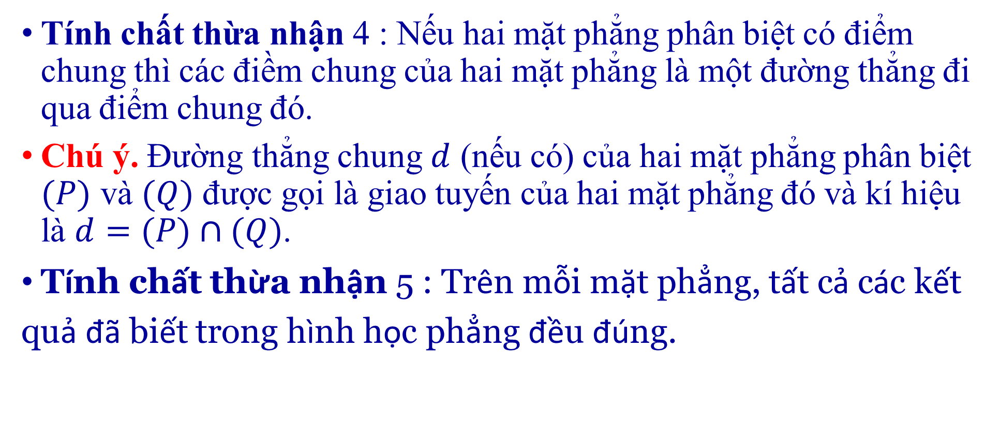 • Tính chất thừa nhận 4 : Nếu hai mặt phẳng phân biệt có điểm
chung thì các điềm chung của hai mặt phẳng là một đường thẳng đi
qua điểm chung đó.
• Chú ý. Đường thẳng chung d (nếu có) của hai mặt phẳng phân biệt
(P) và (Q) được gọi là giao tuyến của hai mặt phẳng đó và kí hiệu
là d = (P) ∩ (Q).
• Tính chất thừa nhận 5 : Trên mỗi mặt phẳng, tất cả các kết
quả đã biết trong hình học phẳng đều đúng.